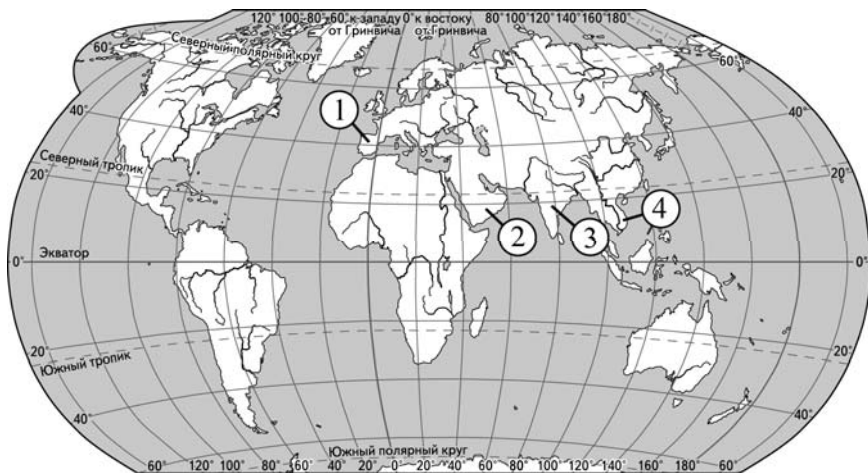 120° 100° 80° 60° к западу 0° к востоку 80° 100° 120° 140° 160° 180°
от Гринвича от Гринвича
60° Северный полярный круг 60°
1
40° 40°
Северный тропик
20° 20°
4
2 3
Экватор
0° 0°
20° 20°
Южный тропик
40° 40°
Южный полярный круг
60° 120° 100° 80° 60° 40° 20° 0° 20° 40° 60° 80° 100° 120° 140° 160° 60°